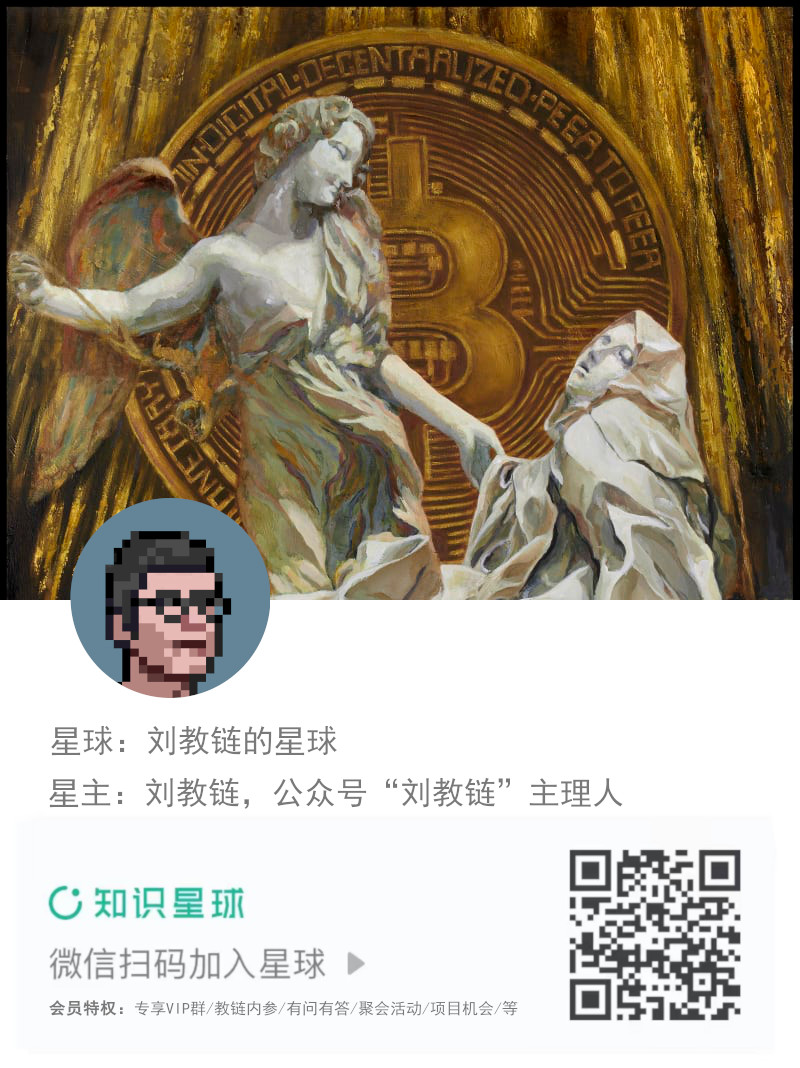 IN·DIGITAL·DECENTRALIZED·PEER TO PEER
星球：刘教链的星球
星主：刘教链，公众号“刘教链”主理人
知识星球
微信扫码加入星球
会员特权：专享VIP群/教链内参/有问有答/聚会活动/项目机会/等